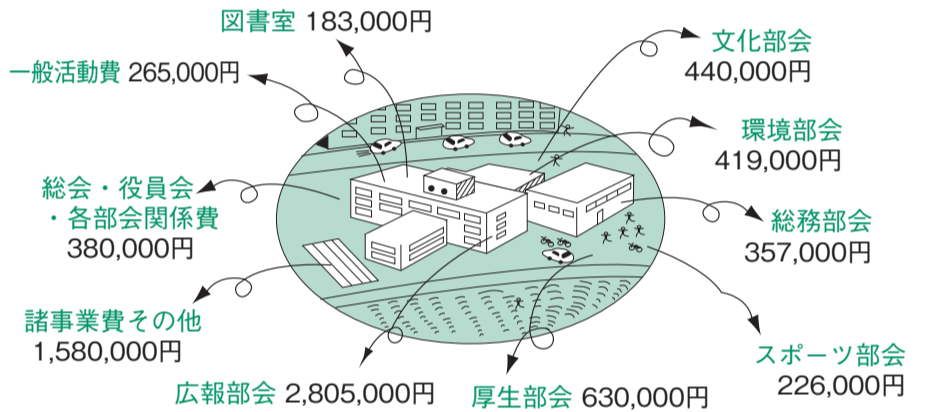 図書室 183,000円
一般活動費 265,000円
文化部会
440,000円
環境部会
419,000円
総会・役員会
・各部会関係費
380,000円
総務部会
357,000円
諸事業費その他
1,580,000円
スポーツ部会
226,000円
広報部会 2,805,000円
厚生部会 630,000円